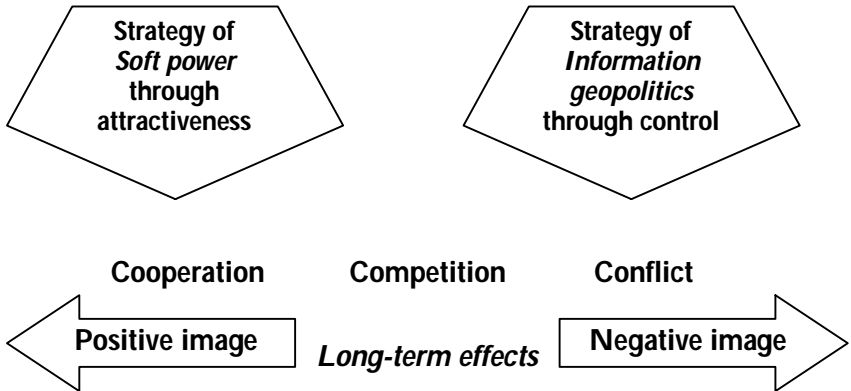 Strategy of
Soft power
through
attractiveness
Strategy of
Information
geopolitics
through control
Cooperation Competition Conflict
Positive image
Long-term effects
Negative image